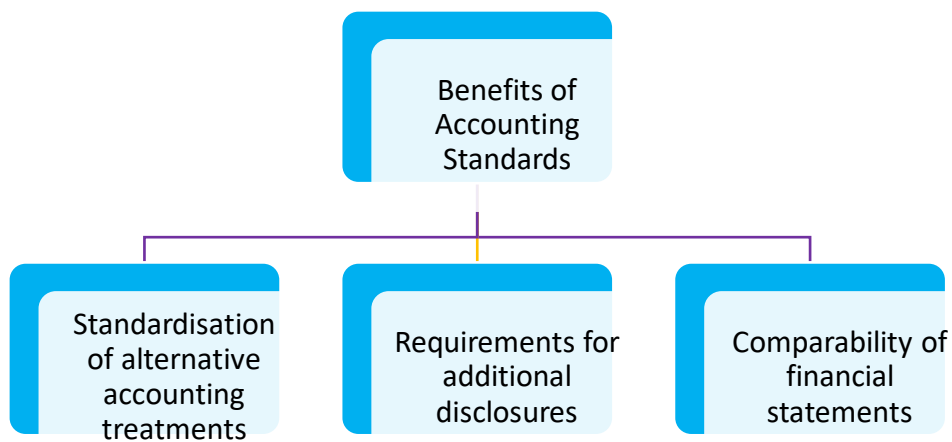 Benefits of
Accounting
Standards
Standardisation
of alternative
accounting
treatments
Requirements for
additional
disclosures
Comparability of
financial
statements